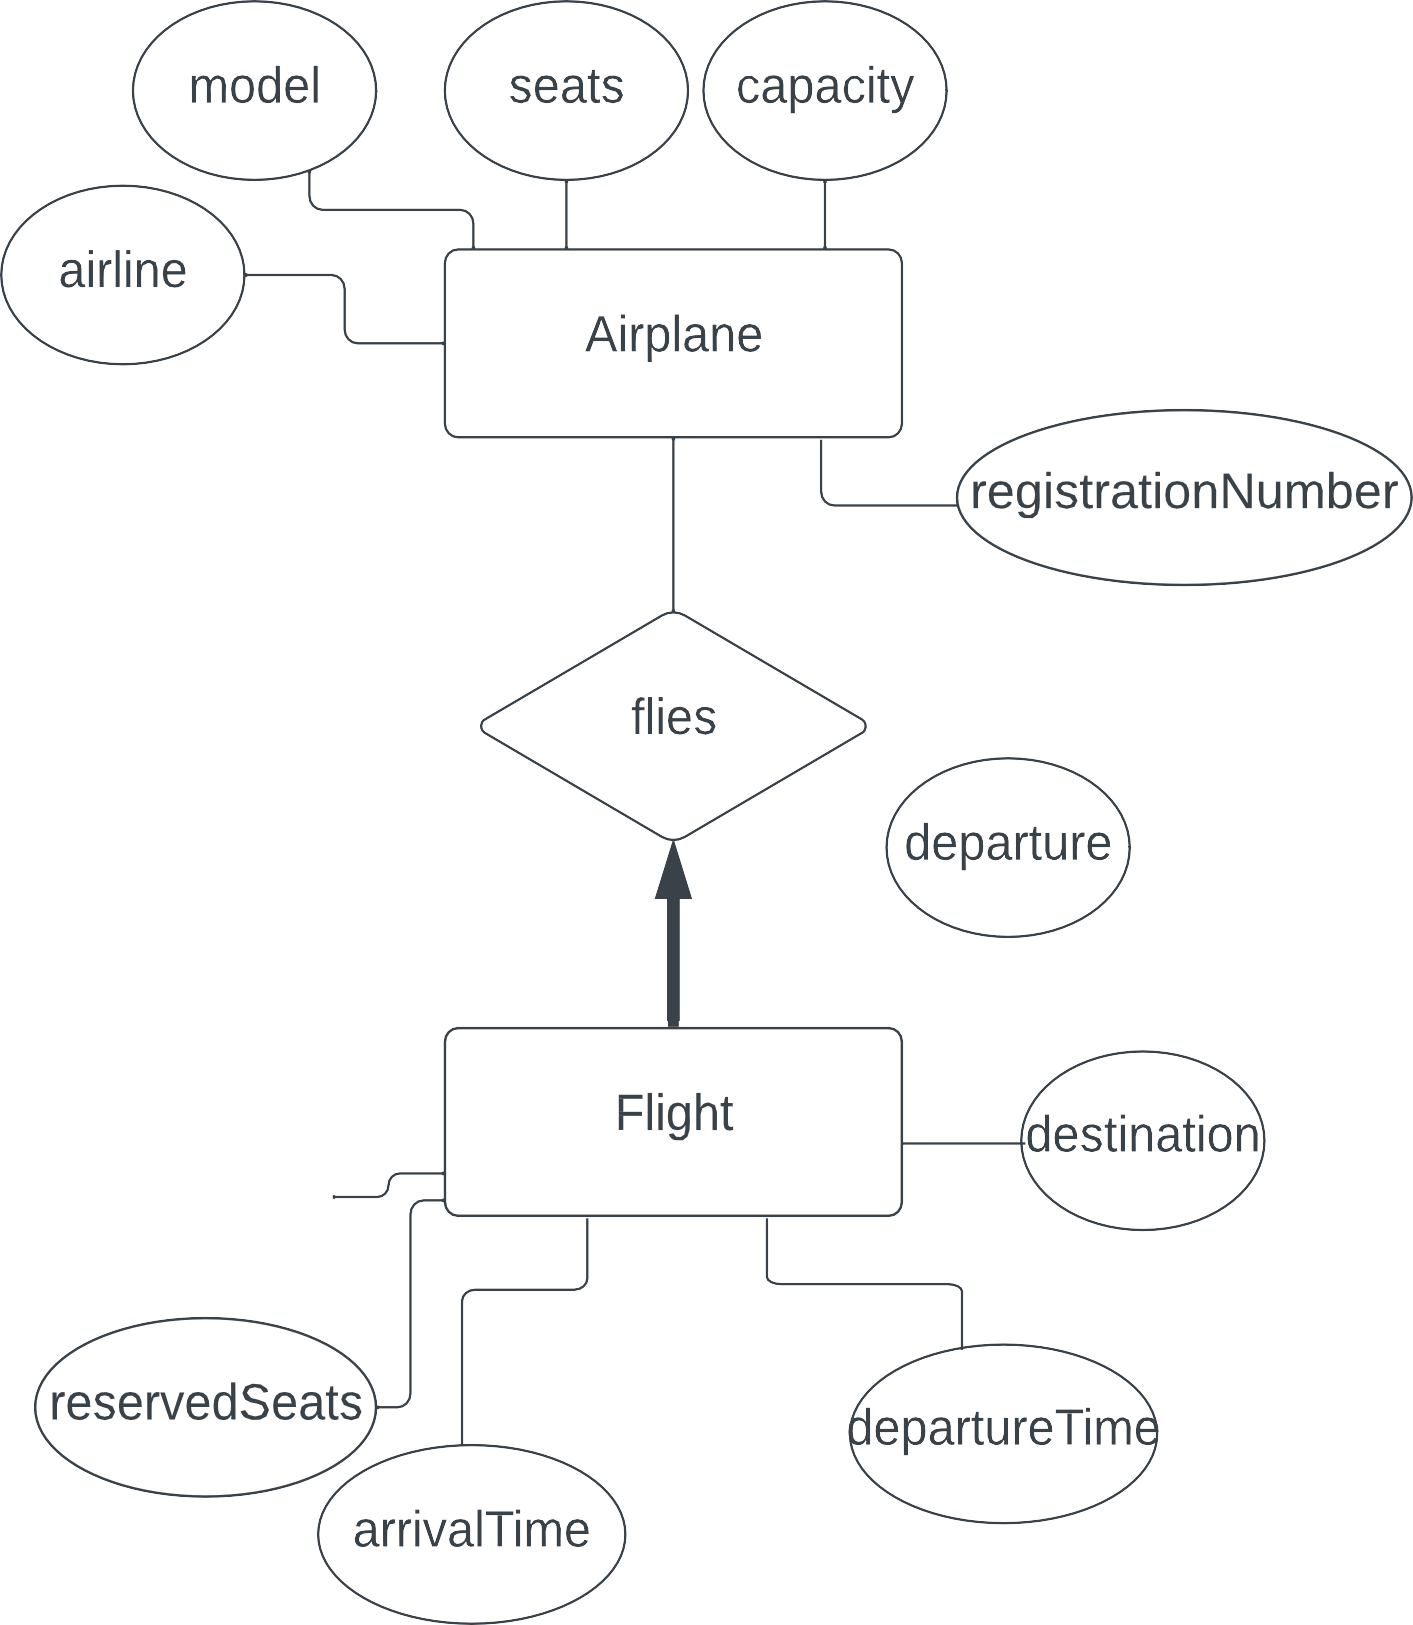 model
seats
capacity
airline
Airplane
registrationNumber
flies
departure
Flight
destination
reservedSeats
departureTime
arrivalTime